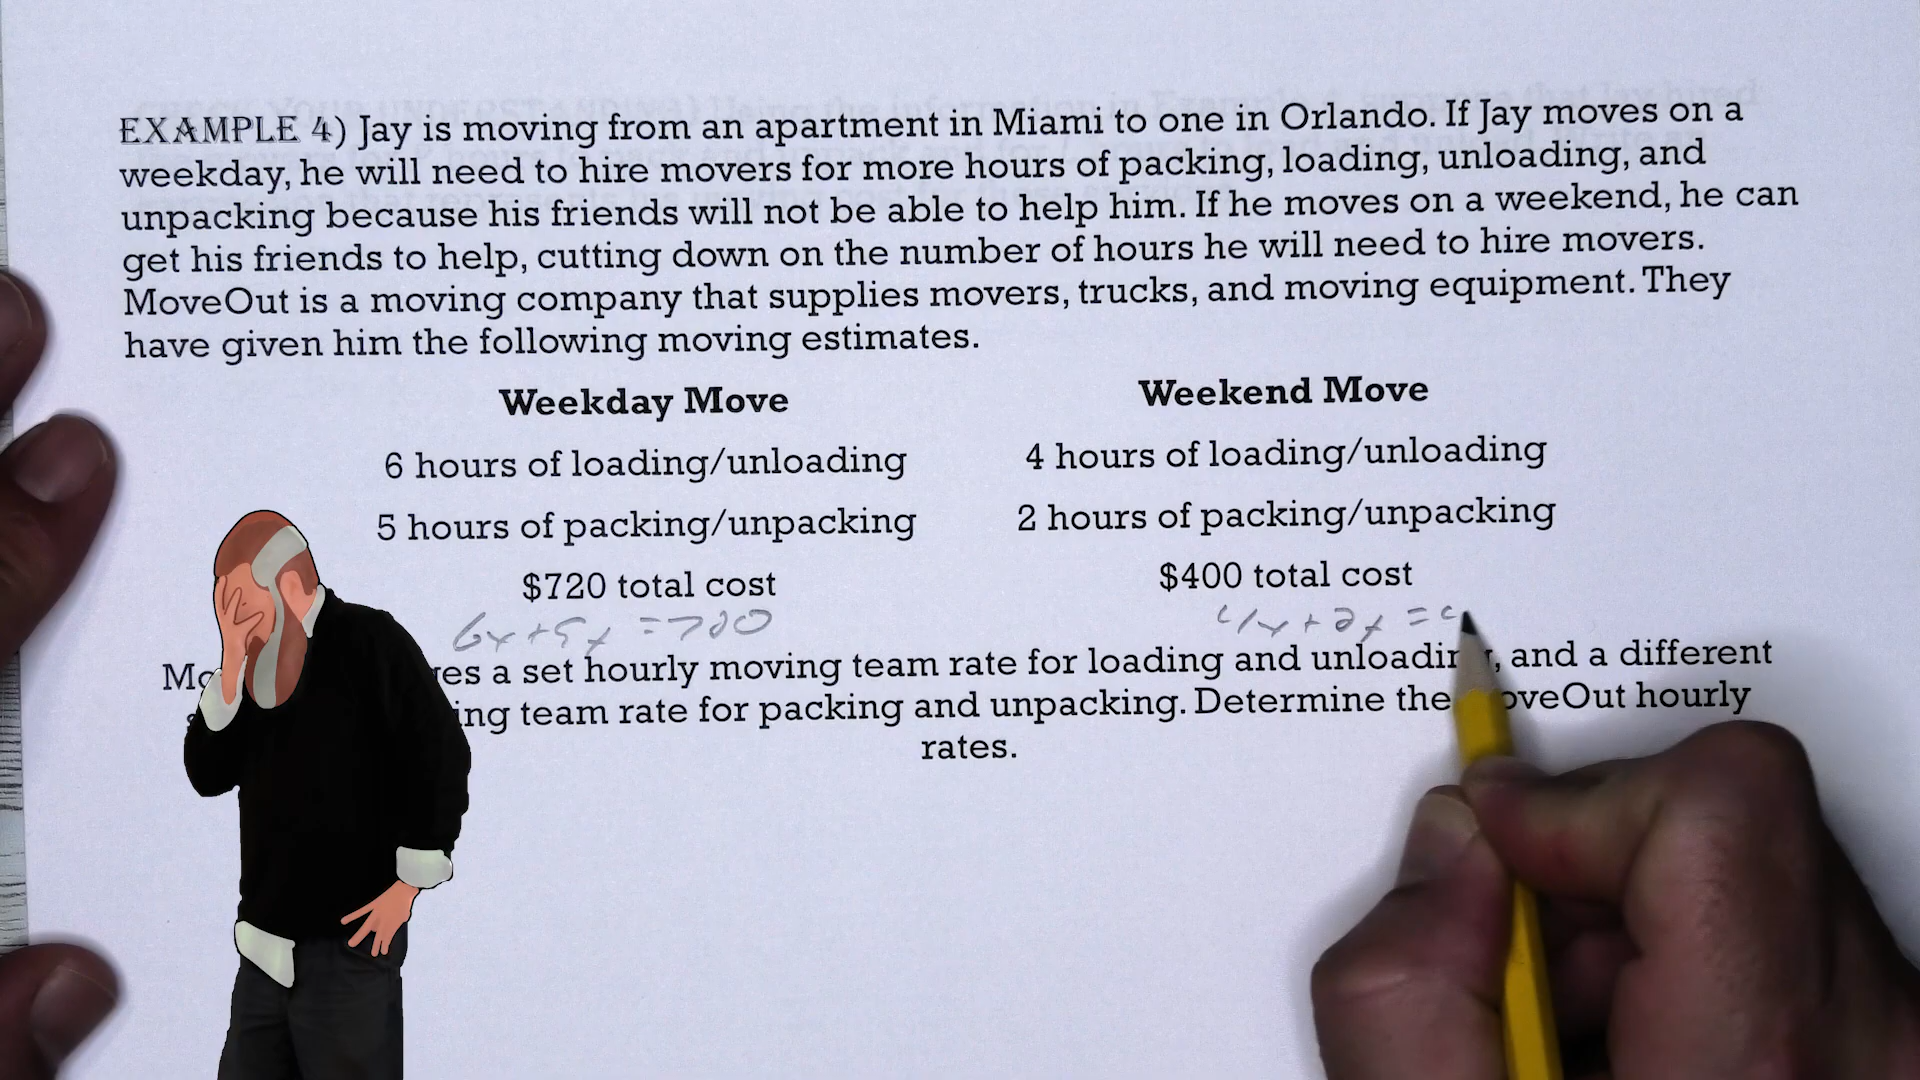 EXAMPLE 4) Jay is moving from an apartment in Miami to one in Orlando. If Jay moves on a
weekday, he will need to hire movers for more hours of packing, loading, unloading, and
unpacking because his friends will not be able to help him. If he moves on a weekend, he can
get his friends to help, cutting down on the number of hours he will need to hire movers.
MoveOut is a moving company that supplies movers, trucks, and moving equipment. They
have given him the following moving estimates.
Weekday Move
6 hours of loading/unloading
5 hours of packing/unpacking
$720 total cost
6x+5y=720
Weekend Move
4 hours of loading/unloading
2 hours of packing/unpacking
$400 total cost
4x+2y=4
a set hourly moving team rate for loading and unloading, and a different
team rate for packing and unpacking. Determine the MoveOut hourly
rates.